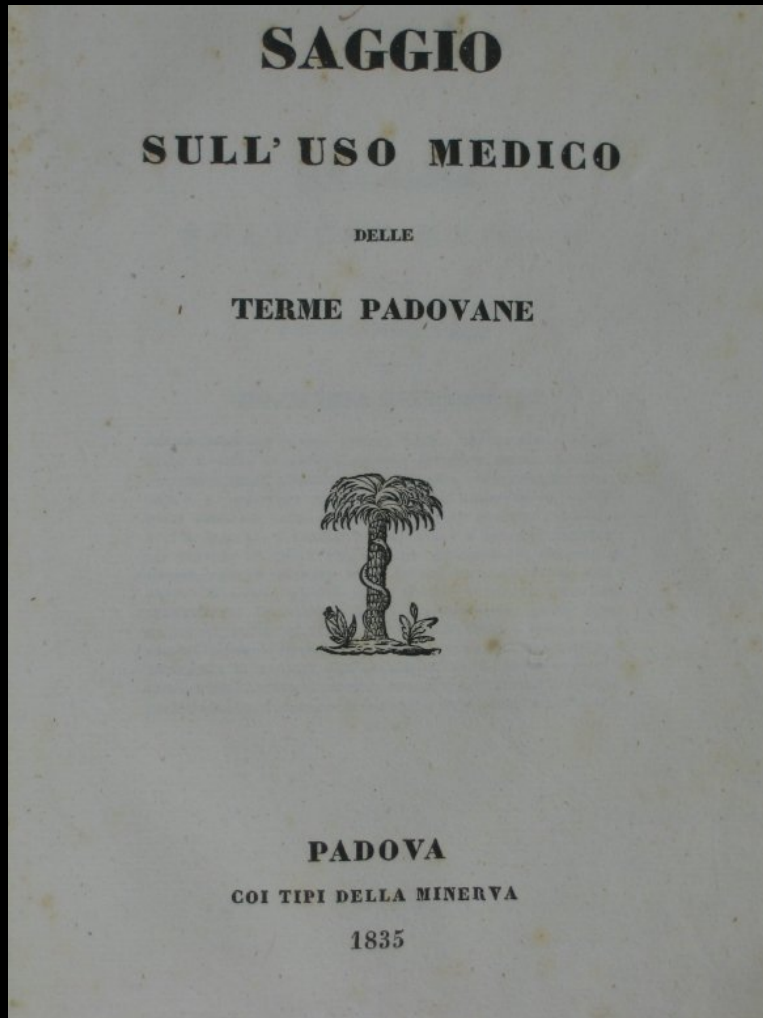 SAGGIO
SULL' USO MEDICO
DELLE
TERME PADOVANE
PADOVA
COI TIPI DELLA MINERVA
1835